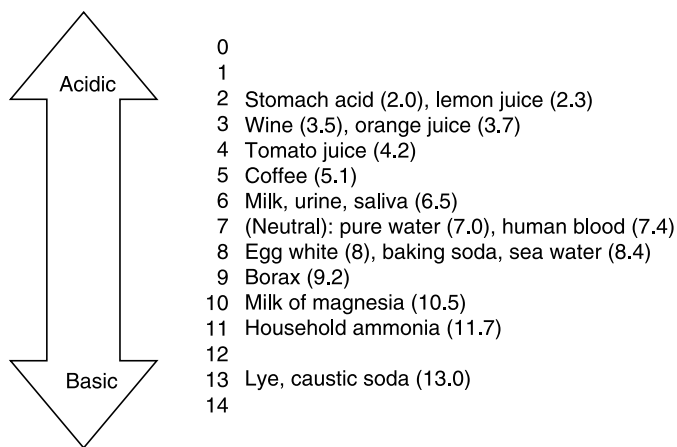 0
1
Acidic
2 Stomach acid (2.0), lemon juice (2.3)
3 Wine (3.5), orange juice (3.7)
4 Tomato juice (4.2)
5 Coffee (5.1)
6 Milk, urine, saliva (6.5)
7 (Neutral): pure water (7.0), human blood (7.4)
8 Egg white (8), baking soda, sea water (8.4)
9 Borax (9.2)
10 Milk of magnesia (10.5)
11 Household ammonia (11.7)
12
Basic
13 Lye, caustic soda (13.0)
14